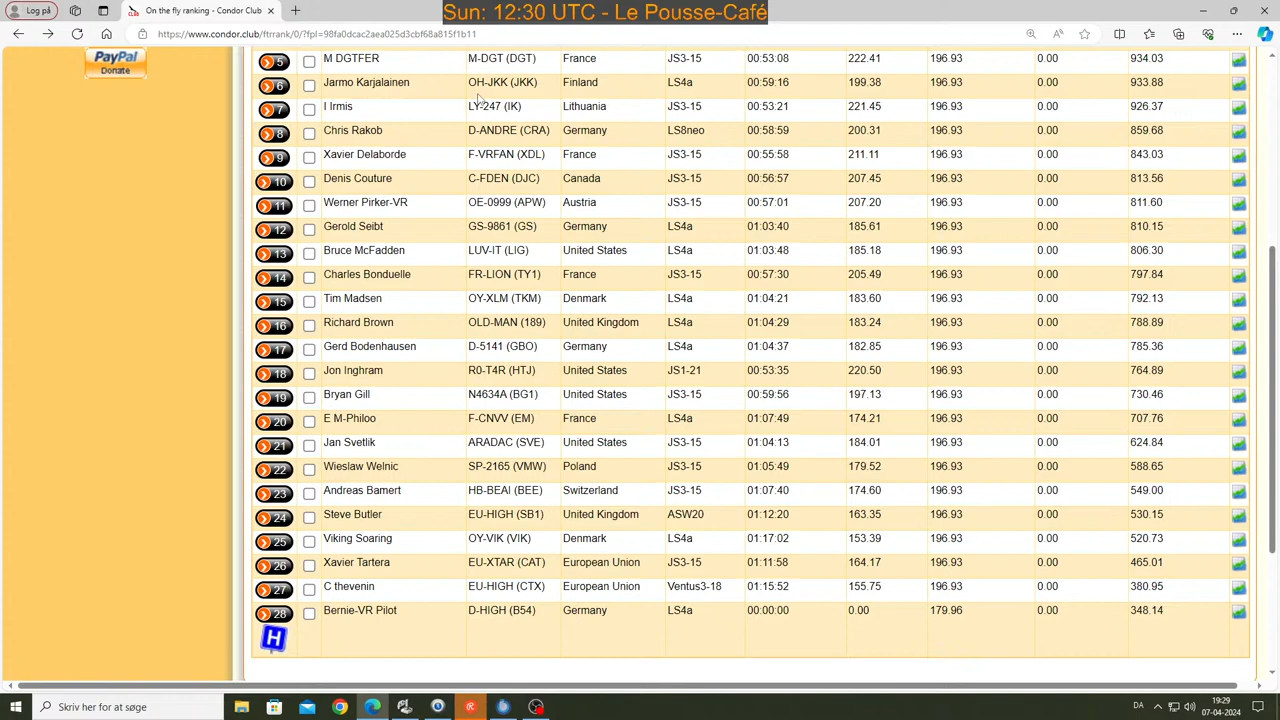 Sun: 12:30 UTC - Le Pousse-Café
On the fly ranking - Condor.club
https://www.condor.club/ftrrank/0/?fpl=98fa0dcac2aea025d3cbf68a815f1b11
PayPal
Donate
5 M DGTFER M-DGT (DGT) France JS3-15 00:53:08 222.41 196.93 0.00 934.03
6 Jarmo Karjalainen OH-JKK (JKK) Finland LS4a 00:59:16 199.38 196.93 0.00 933.88
7 I Irmis LY-247 (IK) Lithuania JS3-15 00:53:21 221.45 196.93 0.00 926.37
8 Chris Rakob D-ANDRE (CRA) Germany LS8neo 00:58:59 200.31 196.93 0.00 859.68
9 Xavier Delaborde F-VRFAN (XDL) France JS3-15 00:55:58 211.11 196.93 0.00 843.03
10 Denis Couture C-FDEN (DJC) Canada JS3-15 00:56:57 207.45 196.93 0.00 813.56
11 Werner Pirker-VR OE-0999 (APW) Austria JS3-15 00:57:01 207.20 196.93 0.00 811.60
12 Gerold Seibt GS-9861 (GS) Germany LS4a 01:03:40 185.61 196.93 0.00 810.15
13 Bruce McFadden LUV-IT (LIG) United States LS4a 01:03:48 185.18 196.93 0.00 806.30
14 Charles Bonduelle FR-LION (TY1) France JS3-15 00:57:30 205.49 196.93 0.00 797.84
15 Tim Madsen OY-XLM (TKM) Denmark LS4a 01:04:21 183.60 196.93 0.00 792.13
16 Richard Brown OLD-MAN (189) United Kingdom LS4a 01:04:29 183.24 196.93 0.00 788.89
17 Gerd Bodenhausen D-5141 (GBO) Germany LS4a 01:04:37 182.85 196.93 0.00 785.36
18 Jon Inghram R0-T4R (HTJ) United States JS1-21 00:53:35 220.50 196.93 0.00 764.89
19 Bryan Gill N4634A (BG1) United States JS3-15 00:59:56 197.13 196.93 0.00 730.46
20 E M-Philoo F-CNVV (EM) France LS4a 01:07:49 174.21 196.93 0.00 707.76
21 Jan Svetlik ARADAC (SVE) United States JS3-15 01:04:13 184.01 196.93 0.00 624.84
22 Wieslaw Welnic SP-2165 (VMW) Poland JS3-15 01:05:49 179.52 196.93 0.00 588.65
23 Andreas Bamert HB-BEAI (BEE) Switzerland JS3-15 01:07:40 174.60 196.93 0.00 549.00
24 Steve Butler EU-HIGH (SB1) United Kingdom ASW20 01:12:20 163.35 196.93 0.00 530.15
25 Viking Soaring OY-VIK (VIK) Denmark LS4a 01:17:02 153.39 196.93 0.00 520.73
26 Xavier Tartera EU-XTAR (CAT) European Union JS3-15 01:11:58 164.17 196.93 0.00 465.01
27 C thevenin EU-HIGH (CTX) European Union Ventus3-18 01:15:52 155.75 196.93 0.00 380.95
28 Bernie-VR Pilot D-HIGH (B54) Germany LS4a 00:00:00 0.00 179.96 0.00 348.14
H
Skriv her for at søge
DA
19:29
07-04-2024